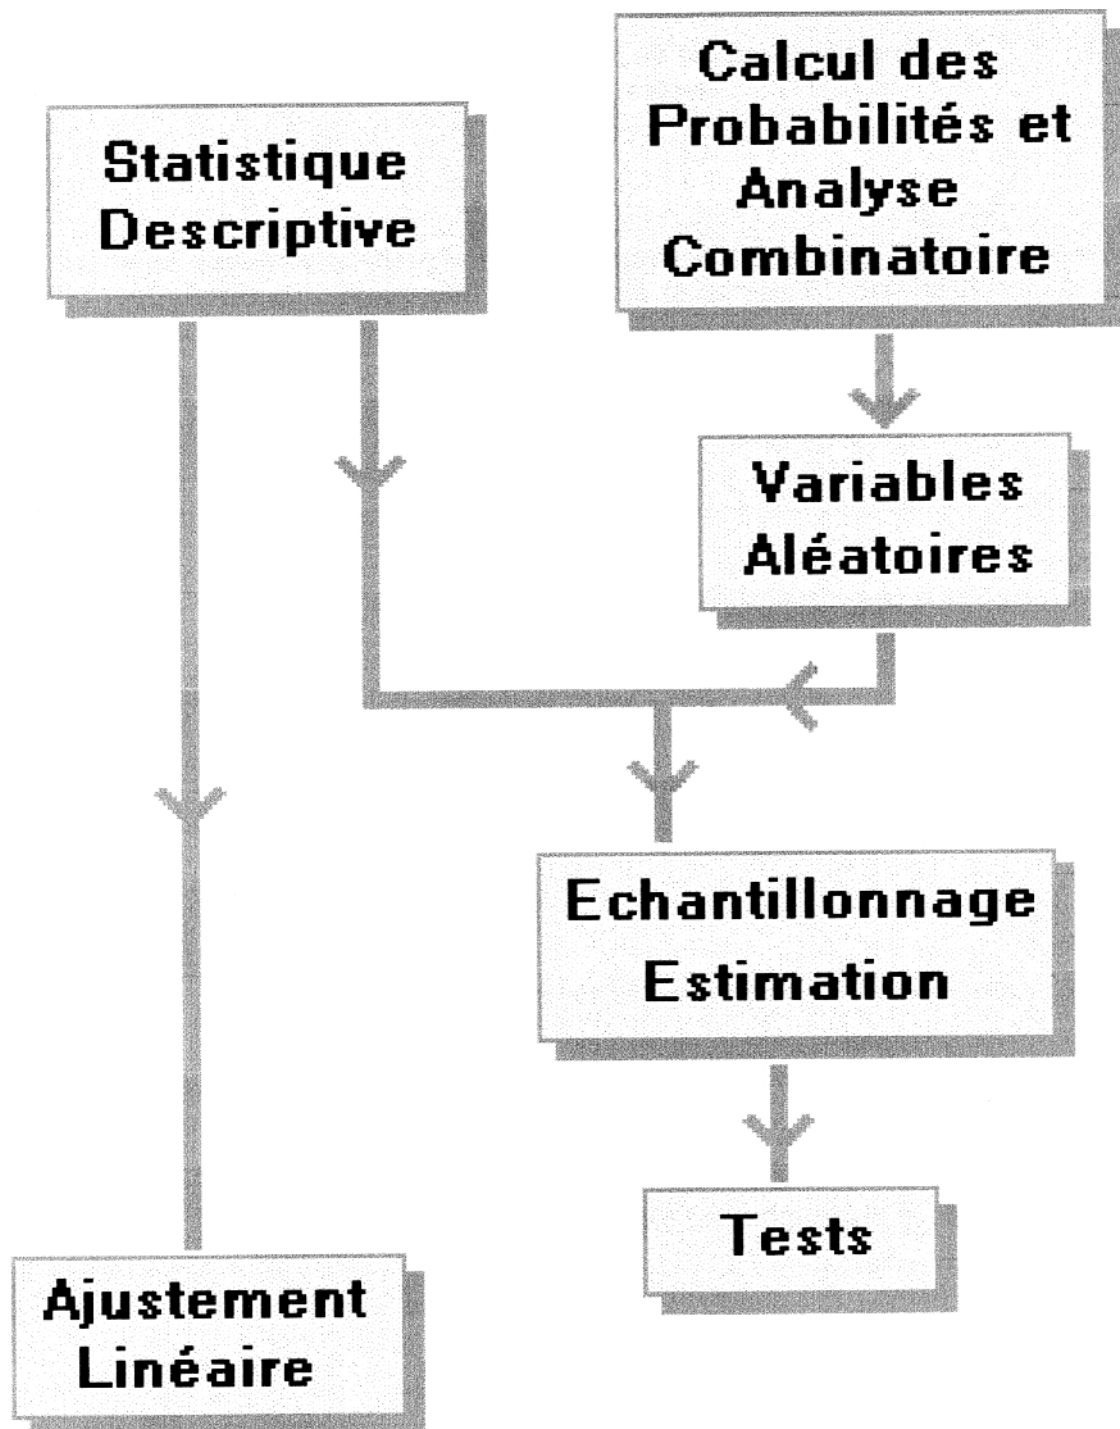 Statistique
Descriptive
Calcul des
Probabilités et
Analyse
Combinatoire
Variables
Aléatoires
Echantillonnage
Estimation
Tests
Ajustement
Linéaire